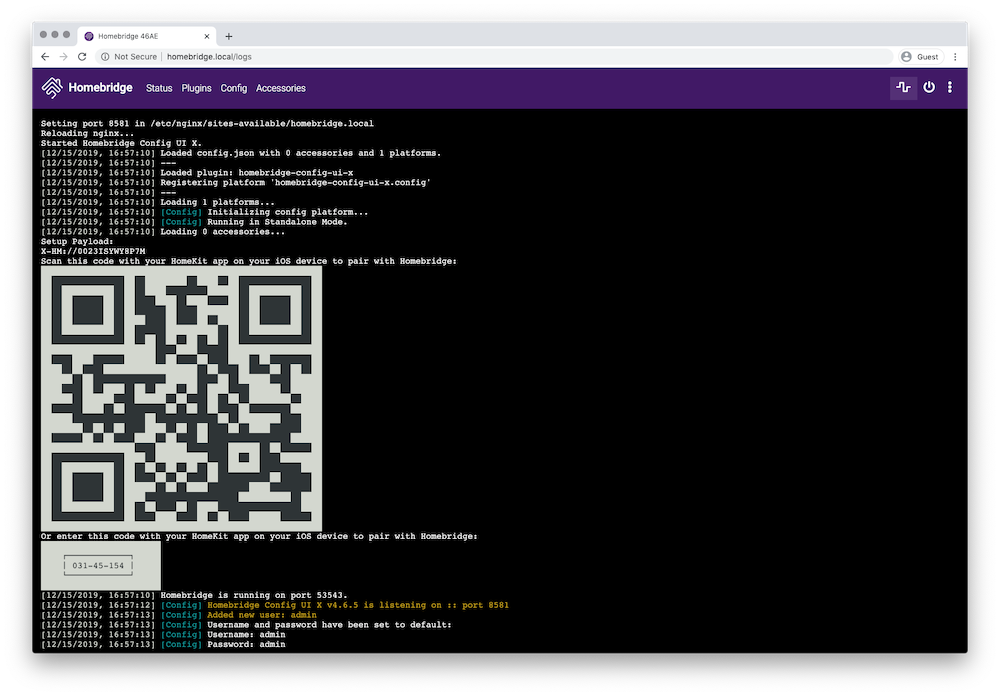 Homebridge 46AE
Not Secure | homebridge.local/logs
Guest
Homebridge Status Plugins Config Accessories
Setting port 8581 in /etc/nginx/sites-available/homebridge.local
Reloading nginx...
Started Homebridge Config UI X.
[12/15/2019, 16:57:10] Loaded config.json with 0 accessories and 1 platforms.
[12/15/2019, 16:57:10] ---
[12/15/2019, 16:57:10] Loaded plugin: homebridge-config-ui-x
[12/15/2019, 16:57:10] Registering platform 'homebridge-config-ui-x.config'
[12/15/2019, 16:57:10] ---
[12/15/2019, 16:57:10] Loading 1 platforms...
[12/15/2019, 16:57:10] [Config] Initializing config platform...
[12/15/2019, 16:57:10] [Config] Running in Standalone Mode.
[12/15/2019, 16:57:10] Loading 0 accessories...
Setup Payload:
X-HM://0023ISYWY8P7M
Scan this code with your HomeKit app on your iOS device to pair with Homebridge:
Or enter this code with your HomeKit app on your iOS device to pair with Homebridge:
031-45-154
[12/15/2019, 16:57:10] Homebridge is running on port 53543.
[12/15/2019, 16:57:12] [Config] Homebridge Config UI X v4.6.5 is listening on :: port 8581
[12/15/2019, 16:57:13] [Config] Added new user: admin
[12/15/2019, 16:57:13] [Config] Username and password have been set to default:
[12/15/2019, 16:57:13] [Config] Username: admin
[12/15/2019, 16:57:13] [Config] Password: admin